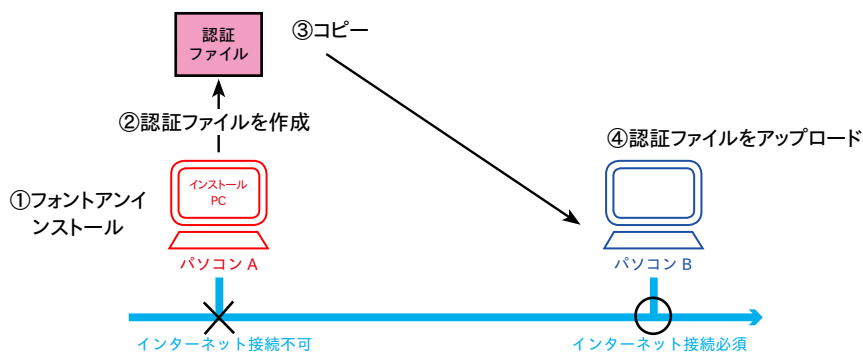 認証
ファイル
③コピー
②認証ファイルを作成
④認証ファイルをアップロード
①フォントアンイ
ンストール
インストール
PC
パソコン A
パソコン B
インターネット接続不可
インターネット接続必須